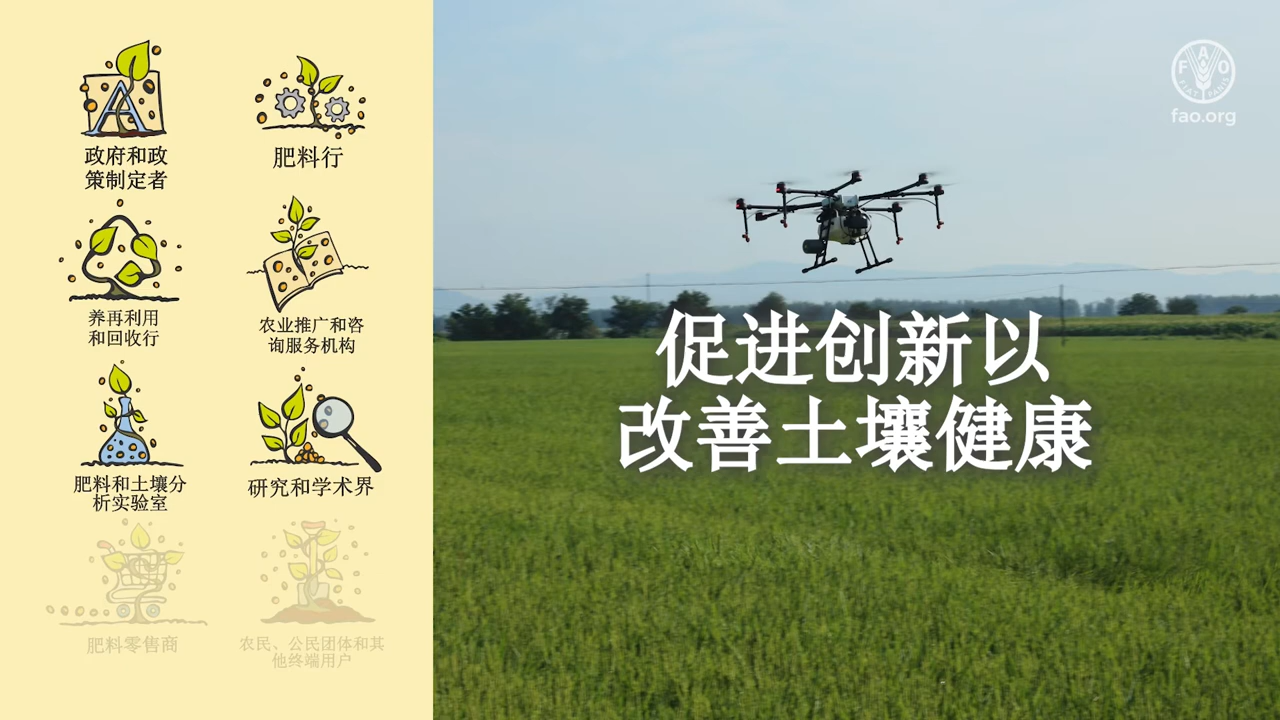 政府和政
策制定者
肥料行
养再利用
和回收行
农业推广和咨
询服务机构
肥料和土壤分
析实验室
研究和学术界
肥料零售商
农民、公民团体和其
他终端用户
FAO
FIAT PANIS
fao.org
促进创新以
改善土壤健康